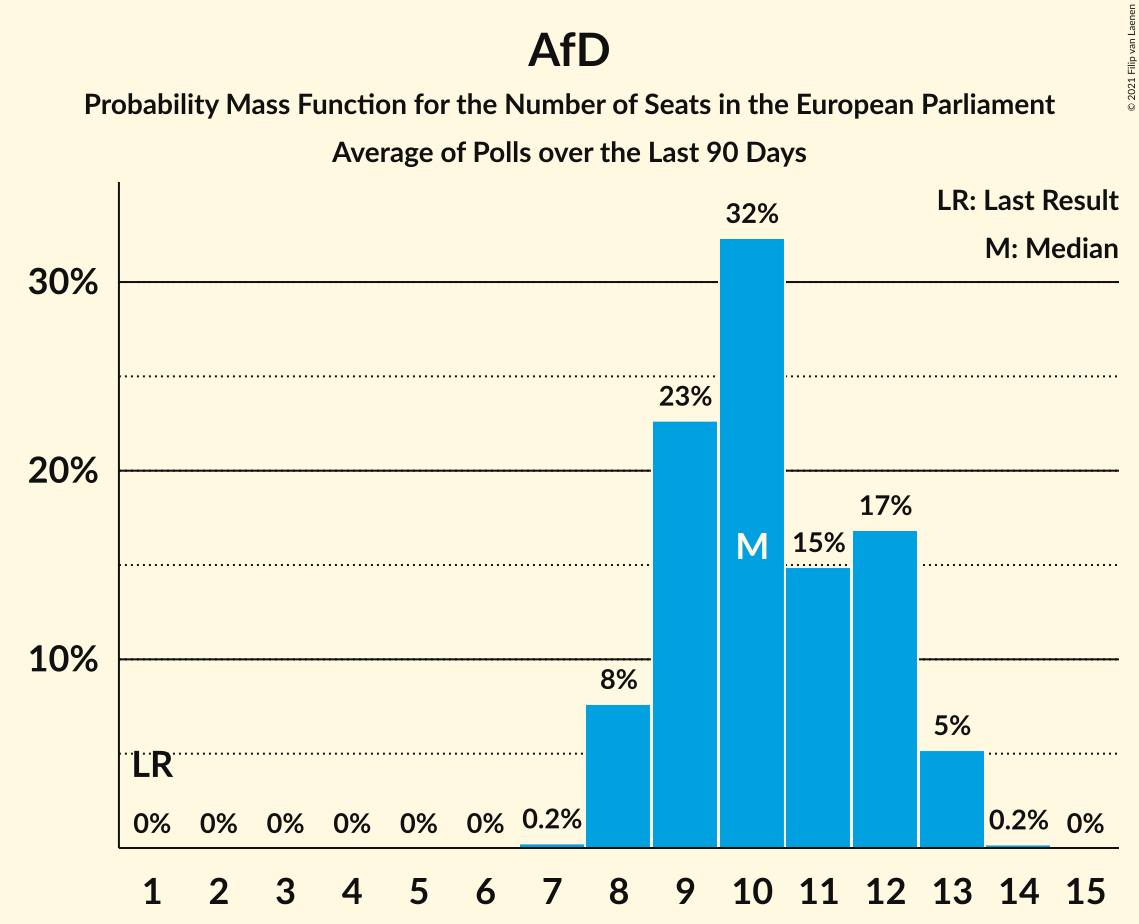 AfD
Probability Mass Function for the Number of Seats in the European Parliament
Average of Polls over the Last 90 Days
© 2021 Filip van Laenen
LR: Last Result
M: Median
32%
30%
23%
20%
17%
M
15%
10%
8%
5%
LR
0% 0% 0% 0% 0% 0% 0.2% 0.2% 0%
1 2 3 4 5 6 7 8 9 10 11 12 13 14 15